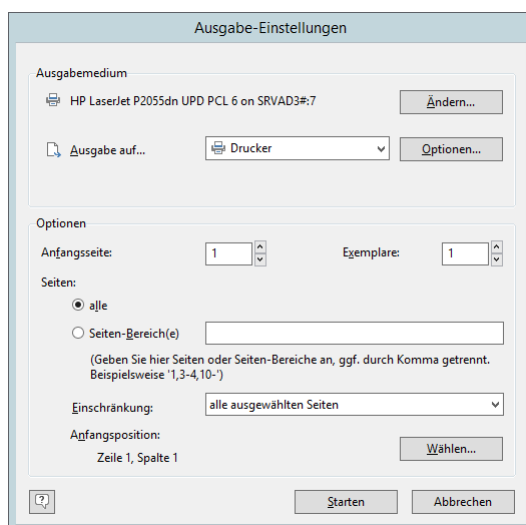 Ausgabe-Einstellungen
Ausgabemedium
HP LaserJet P2055dn UPD PCL 6 on SRVAD3#:7 Ändern...
Ausgabe auf... Drucker Optionen...
Optionen
Anfangsseite: 1 Exemplare: 1
Seiten:
alle
Seiten-Bereich(e)
(Geben Sie hier Seiten oder Seiten-Bereiche an, ggf. durch Komma getrennt.
Beispielsweise '1,3-4,10-')
Einschränkung: alle ausgewählten Seiten
Anfangsposition:
Zeile 1, Spalte 1 Wählen...
? Starten Abbrechen